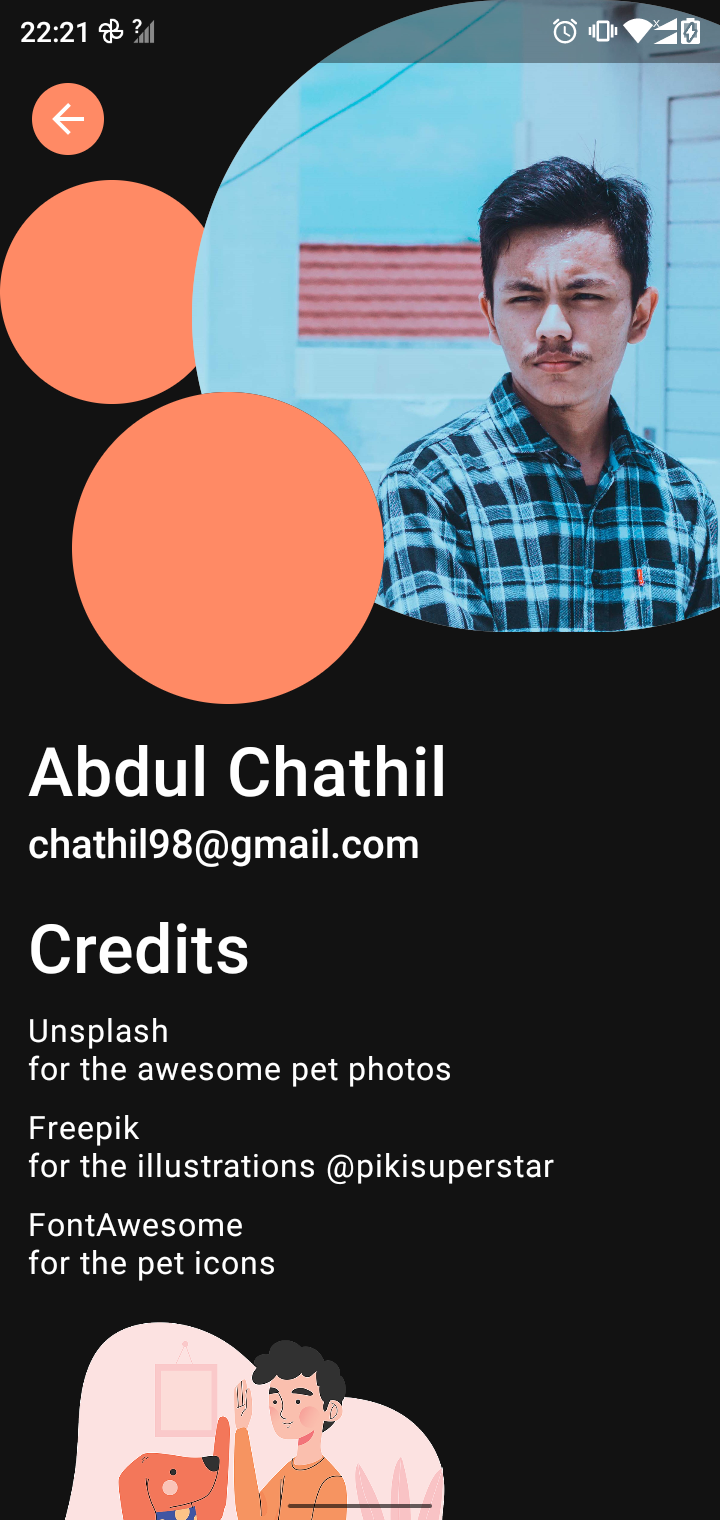 22:21
Abdul Chathil
chathil98@gmail.com
Credits
Unsplash
for the awesome pet photos
Freepik
for the illustrations @pikisuperstar
FontAwesome
for the pet icons